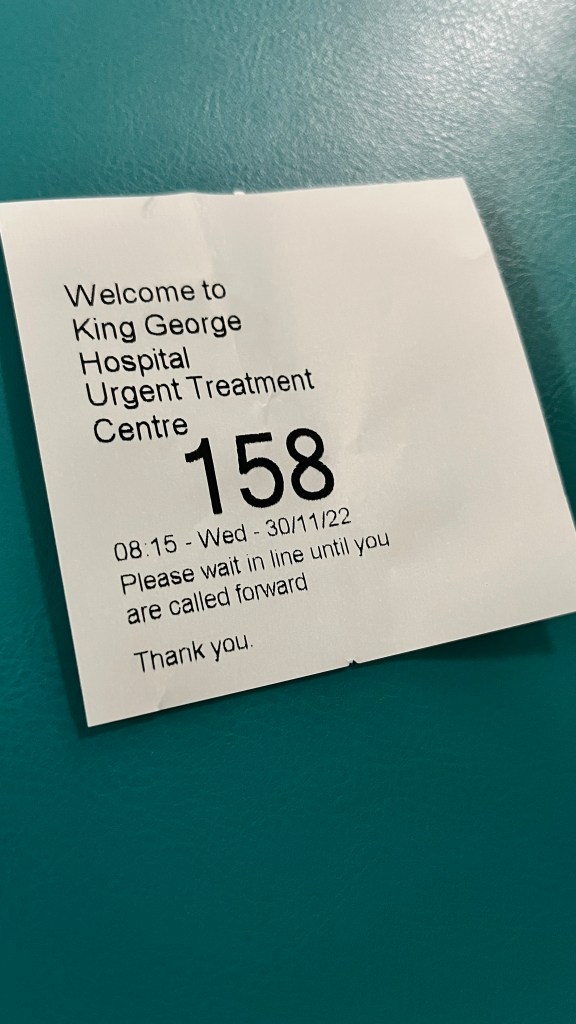 Welcome to
King George
Hospital
Urgent Treatment
Centre
158
08:15 - Wed - 30/11/22
Please wait in line until you
are called forward
Thank you.